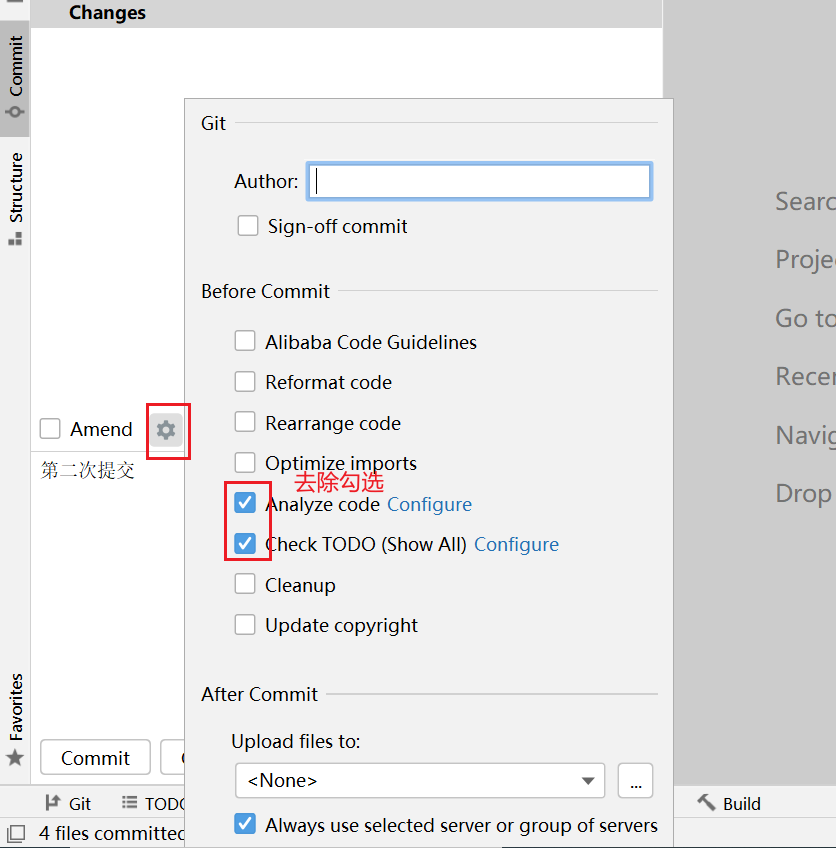 Changes
Commit
Structure
Favorites
Git
Author:
Sign-off commit
Before Commit
Alibaba Code Guidelines
Reformat code
Rearrange code
Optimize imports
去除勾选
Analyze code Configure
Check TODO (Show All) Configure
Cleanup
Update copyright
After Commit
Upload files to:
<None>
...
Always use selected server or group of servers
Amend
第二次提交
Commit
Searc
Proje
Go to
Recer
Navig
Drop
Git
TODO
Build
4 files committed